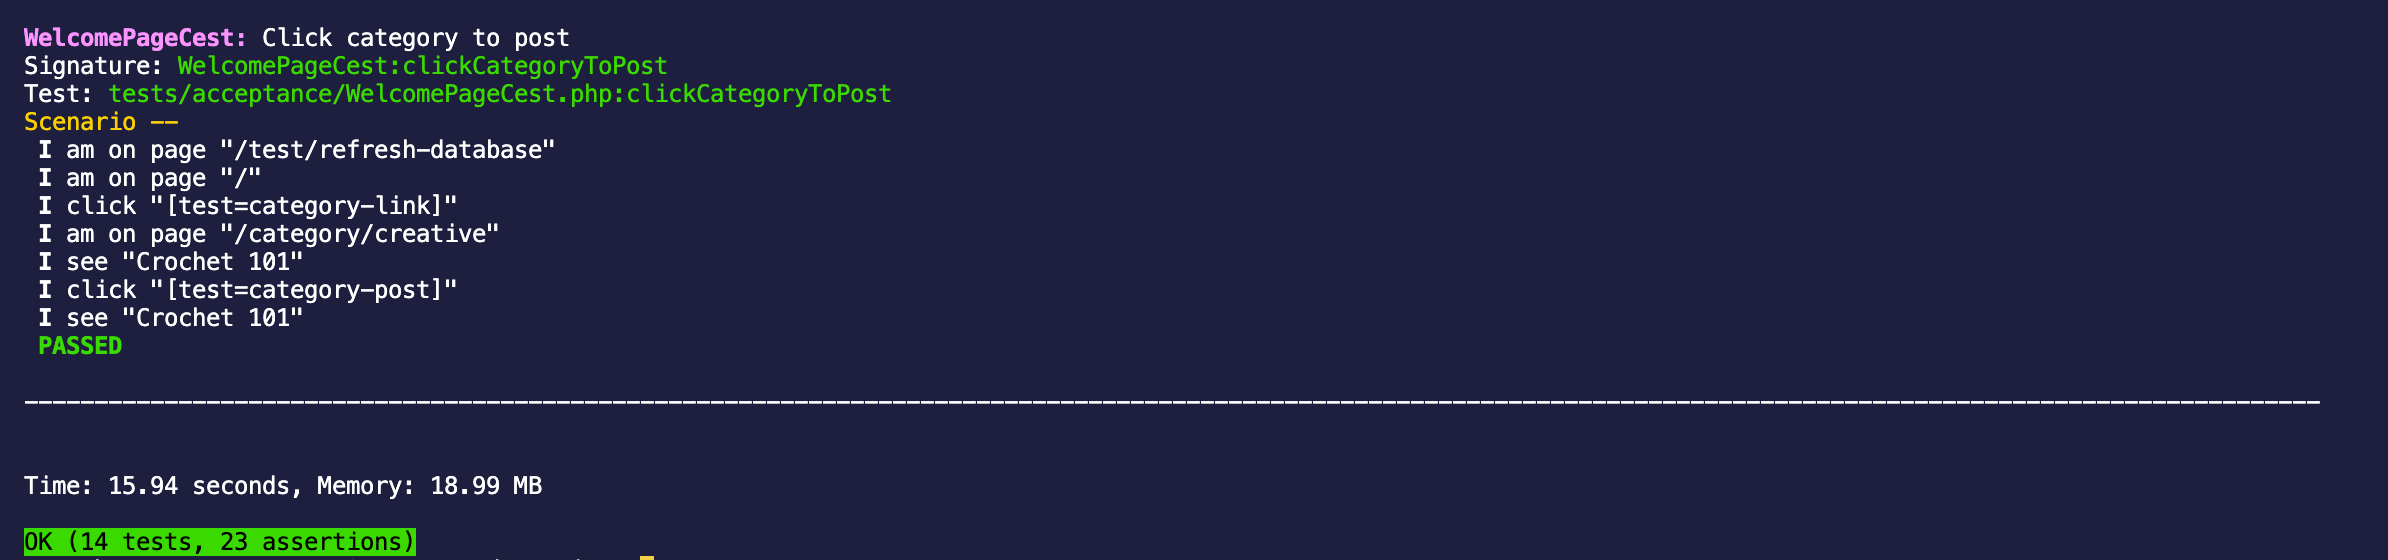 WelcomePageCest: Click category to post
Signature: WelcomePageCest:clickCategoryToPost
Test: tests/acceptance/WelcomePageCest.php:clickCategoryToPost
Scenario --
I am on page "/test/refresh-database"
I am on page "/"
I click "[test=category-link]"
I am on page "/category/creative"
I see "Crochet 101"
I click "[test=category-post]"
I see "Crochet 101"
PASSED
Time: 15.94 seconds, Memory: 18.99 MB
OK (14 tests, 23 assertions)